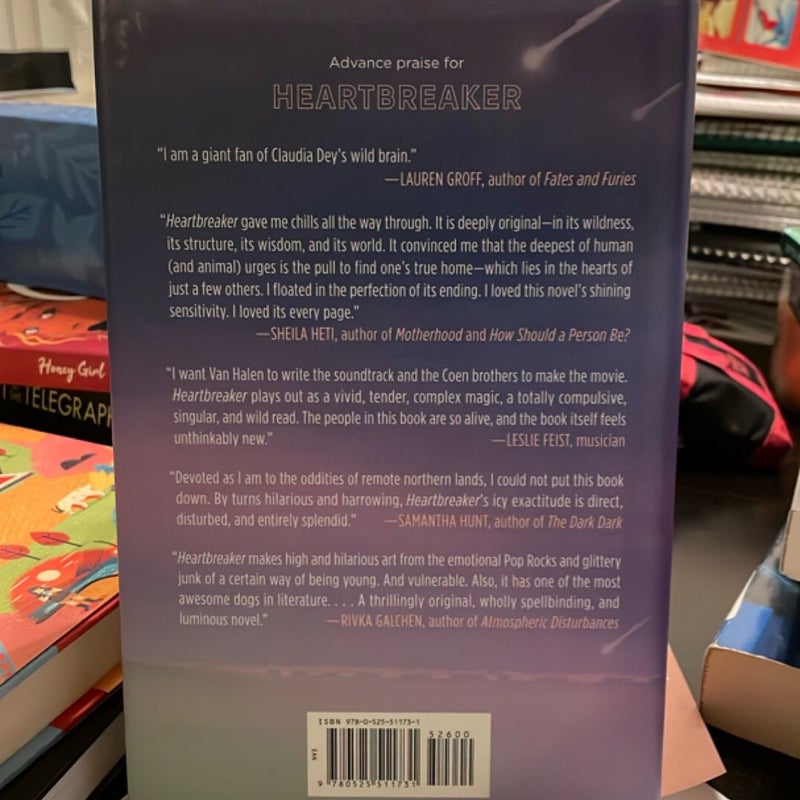 Advance praise for
HEARTBREAKER
“I am a giant fan of Claudia Dey’s wild brain.”
—LAUREN GROFF, author of Fates and Furies
“Heartbreaker gave me chills all the way through. It is deeply original—in its wildness,
its structure, its wisdom, and its world. It convinced me that the deepest of human
(and animal) urges is the pull to find one’s true home—which lies in the hearts of
just a few others. I floated in the perfection of its ending. I loved this novel’s shining
sensitivity. I loved its every page.”
—SHEILA HETI, author of Motherhood and How Should a Person Be?
“I want Van Halen to write the soundtrack and the Coen brothers to make the movie.
Heartbreaker plays out as a vivid, tender, complex magic, a totally compulsive,
singular, and wild read. The people in this book are so alive, and the book itself feels
unthinkably new.” —LESLIE FEIST, musician
“Devoted as I am to the oddities of remote northern lands, I could not put this book
down. By turns hilarious and harrowing, Heartbreaker’s icy exactitude is direct,
disturbed, and entirely splendid.” —SAMANTHA HUNT, author of The Dark Dark
“Heartbreaker makes high and hilarious art from the emotional Pop Rocks and glittery
junk of a certain way of being young. And vulnerable. Also, it has one of the most
awesome dogs in literature. . . . A thrillingly original, wholly spellbinding, and
luminous novel.” —RIVKA GALCHEN, author of Atmospheric Disturbances
ISBN 978-0-525-51173-1
52600
EAN
9 780525 511731
Honey Girl
THE TELEGRAPH